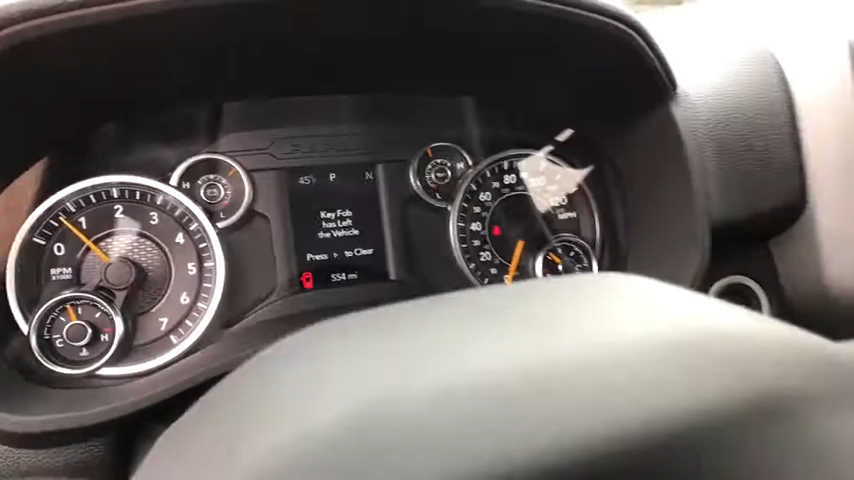 45° P N
Key Fob
has Left
the Vehicle
Press > to Clear
554 mi
0 1 2 3 4 5 6 7
RPM
X1000
C H
H
L
H
20 40 60 80 120
MPH